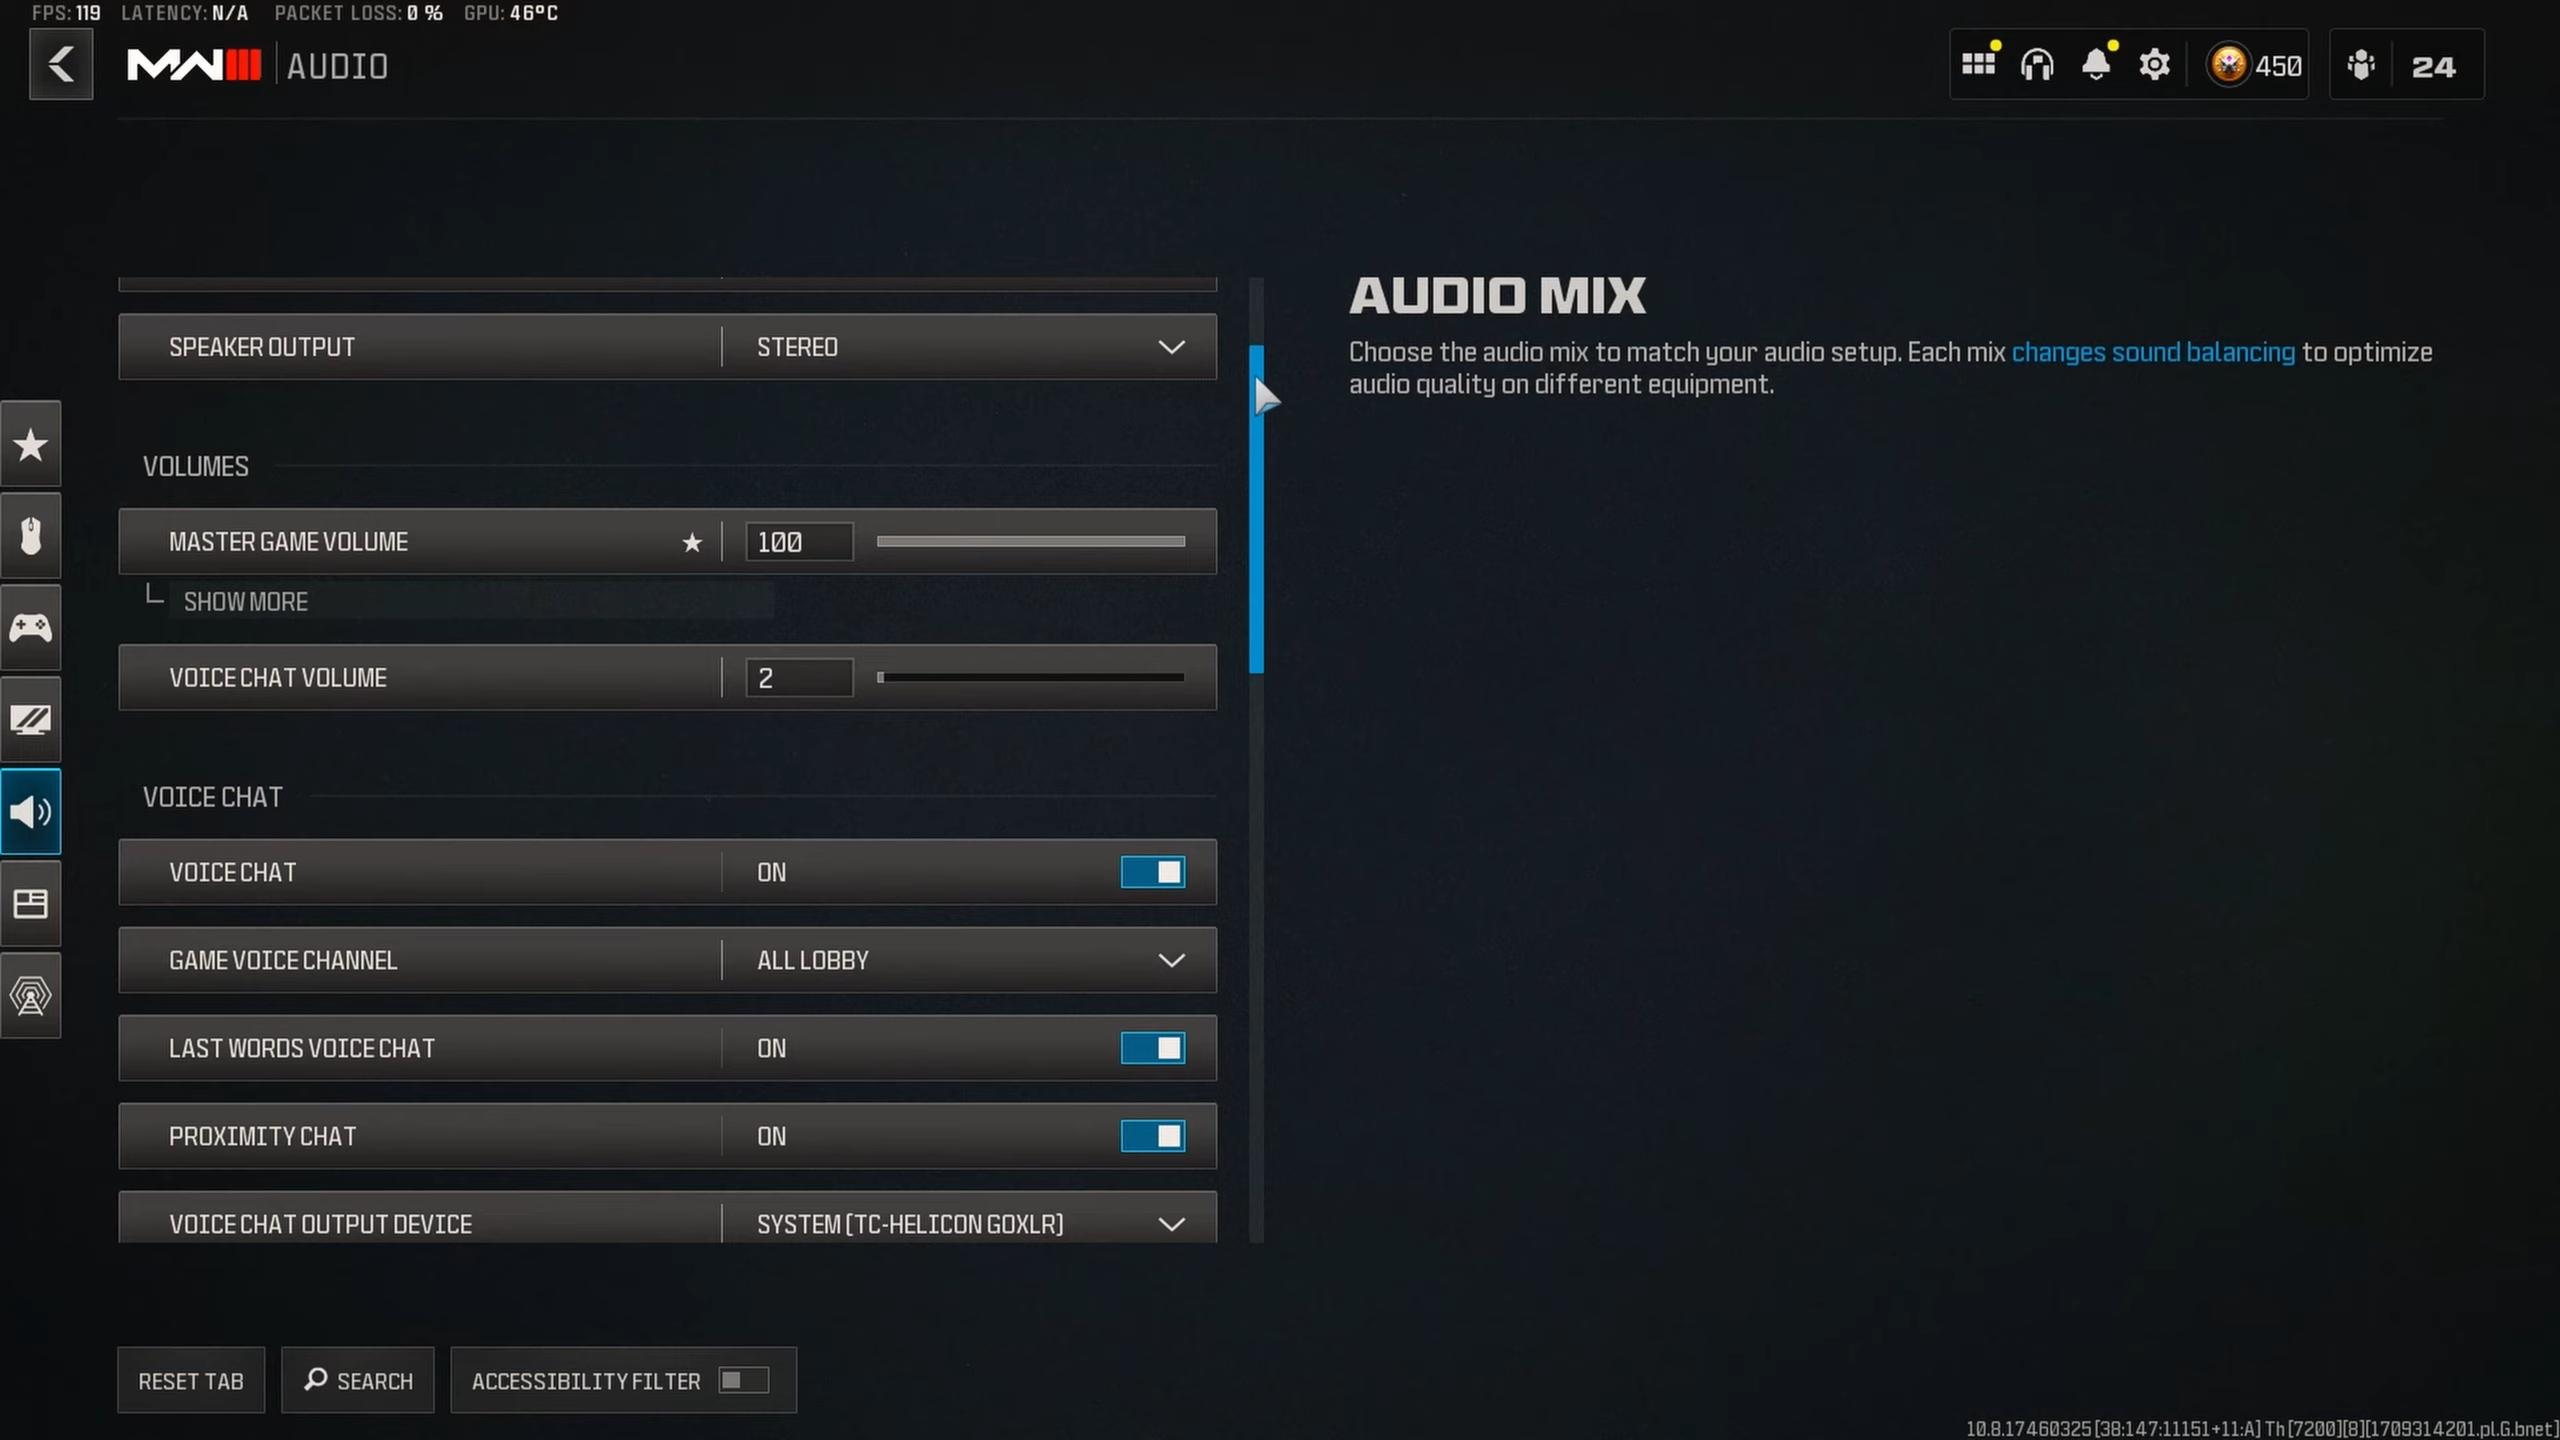 FPS: 119 LATENCY: N/A PACKET LOSS: 0 % GPU: 46°C
MWIII AUDIO
450
24
AUDIO MIX
Choose the audio mix to match your audio setup. Each mix changes sound balancing to optimize
audio quality on different equipment.
SPEAKER OUTPUT STEREO
VOLUMES
MASTER GAME VOLUME 100
SHOW MORE
VOICE CHAT VOLUME 2
VOICE CHAT
VOICE CHAT ON
GAME VOICE CHANNEL ALL LOBBY
LAST WORDS VOICE CHAT ON
PROXIMITY CHAT ON
VOICE CHAT OUTPUT DEVICE SYSTEM [TC-HELICON GOXLR]
RESET TAB SEARCH ACCESSIBILITY FILTER
10.8.17460325[38:147:11151+11:A] Th[7200][8][1709314201.pl.G.bnet]